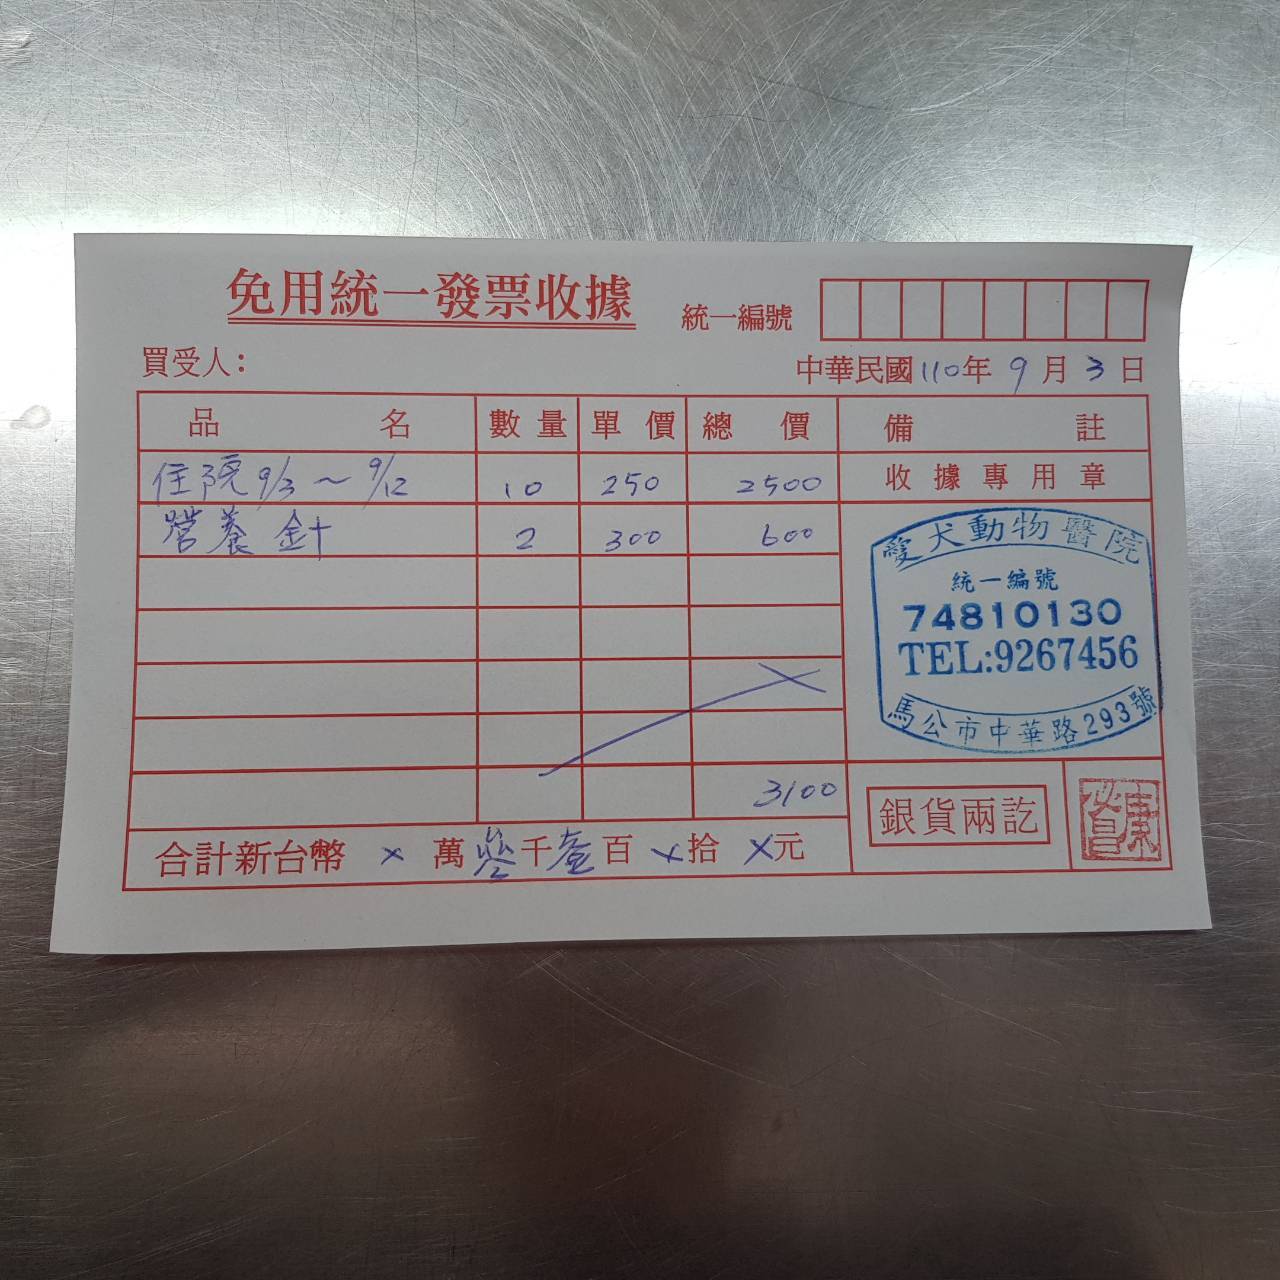 免用統一發票收據
統一編號
買受人：
中華民國110年9月3日
品名 數量 單價 總價 備註
住院9/3～9/12 10 250 2500 收據專用章
營養針 2 300 600
愛犬動物醫院
統一編號
74810130
TEL:9267456
馬公市中華路293號
3100
銀貨兩訖
合計新台幣 x 萬參千壹百x拾x元